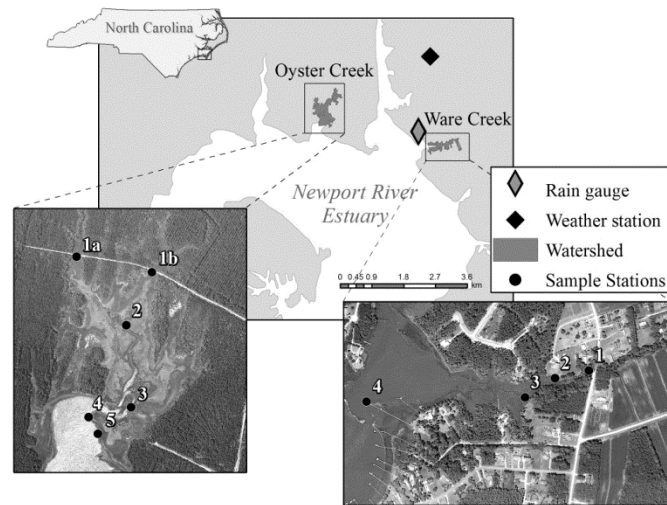 North Carolina
Oyster Creek
Ware Creek
Newport River
Estuary
0 0.45 0.9 1.8 2.7 3.6
km
Rain gauge
Weather station
Watershed
Sample Stations
1a
1b
2
3
4
5
1
2
3
4